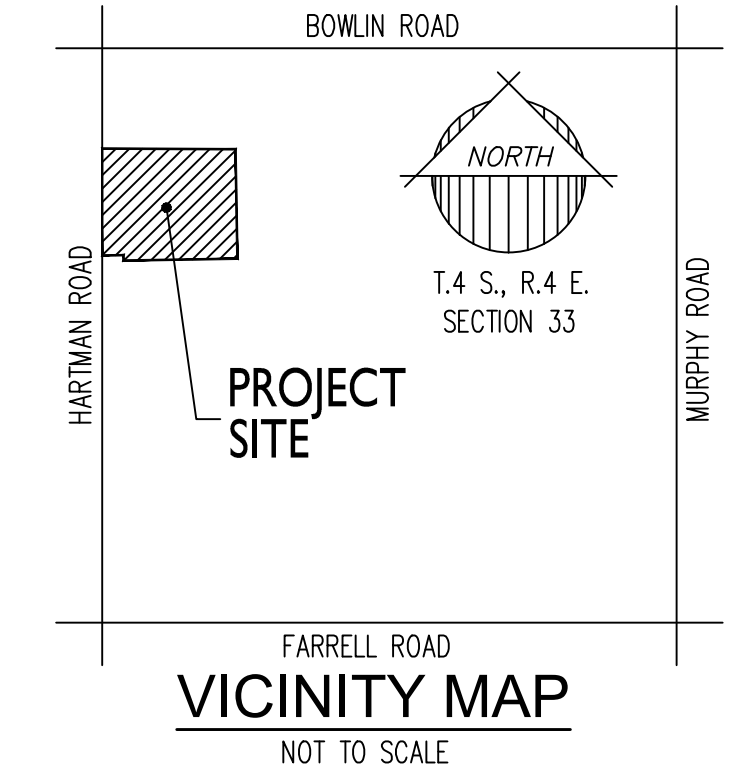 BOWLIN ROAD
NORTH
T.4 S., R.4 E.
SECTION 33
HARTMAN ROAD
MURPHY ROAD
PROJECT
SITE
FARRELL ROAD
VICINITY MAP
NOT TO SCALE